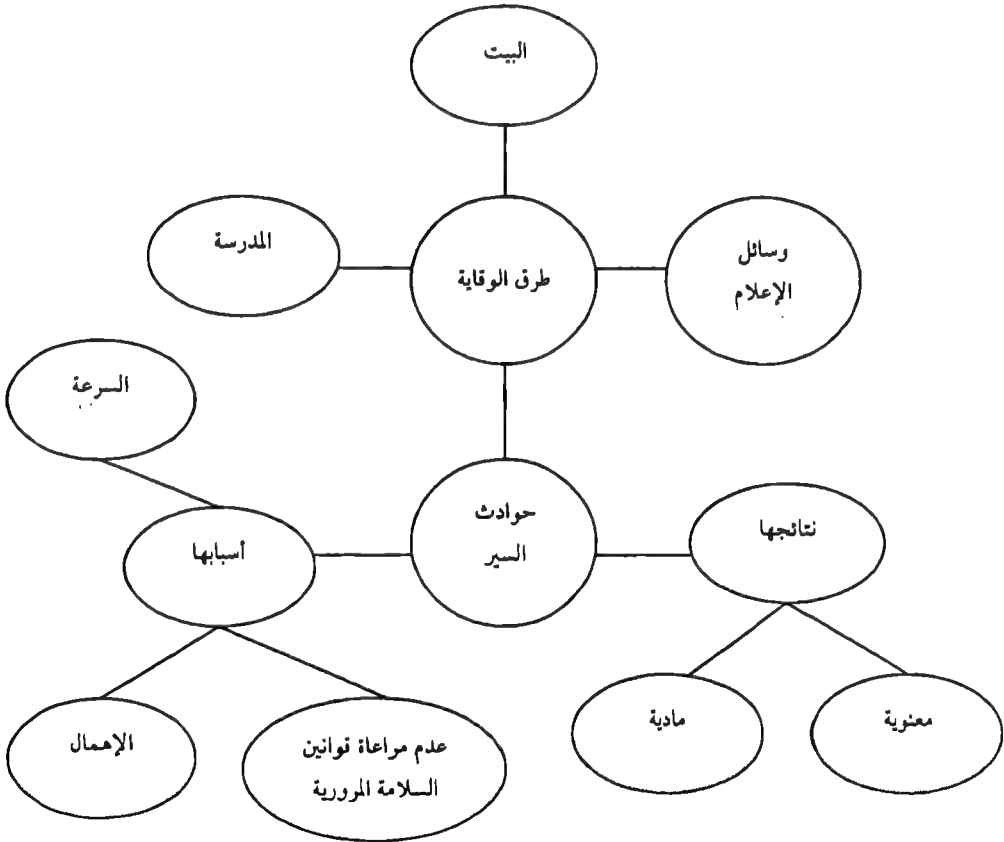 البيت
المدرسة
طرق الوقاية
وسائل
الإعلام
السرعة
أسبابها
حوادث
السير
نتائجها
الإهمال
عدم مراعاة قوانين
السلامة المرورية
مادية
معنوية